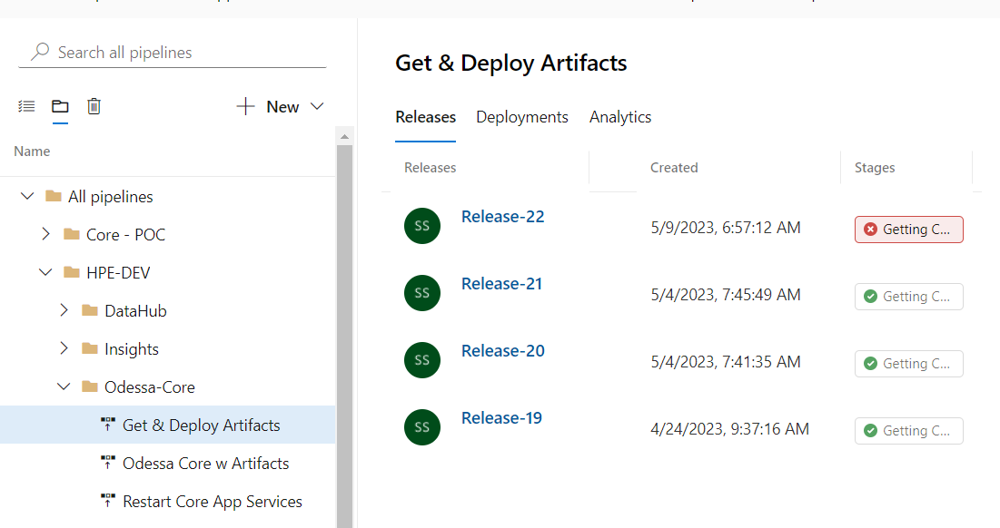 Search all pipelines
New
Name
All pipelines
Core - POC
HPE-DEV
DataHub
Insights
Odessa-Core
Get & Deploy Artifacts
Odessa Core w Artifacts
Restart Core App Services
Get & Deploy Artifacts
Releases Deployments Analytics
Releases Created Stages
SS Release-22 5/9/2023, 6:57:12 AM Getting C...
SS Release-21 5/4/2023, 7:45:49 AM Getting C...
SS Release-20 5/4/2023, 7:41:35 AM Getting C...
SS Release-19 4/24/2023, 9:37:16 AM Getting C...